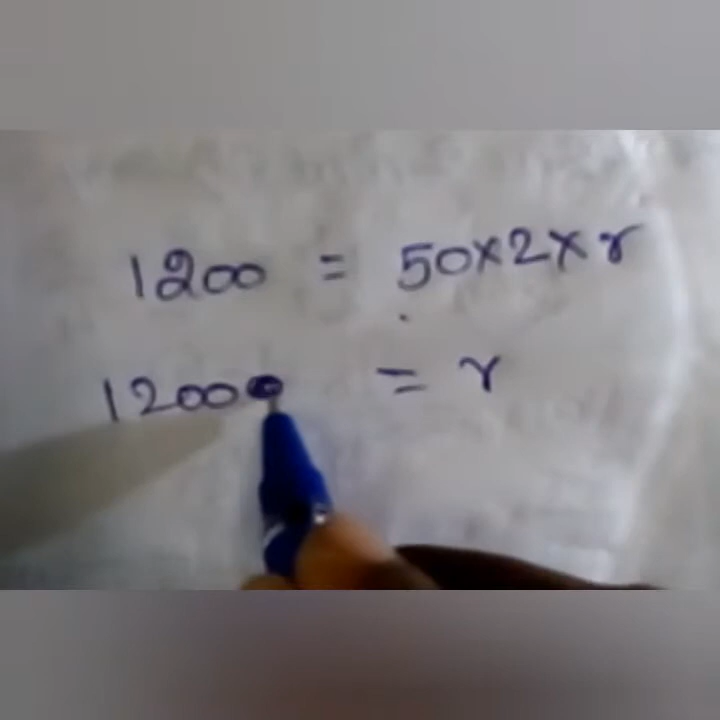 1200 = 50×2×r
1200 = r